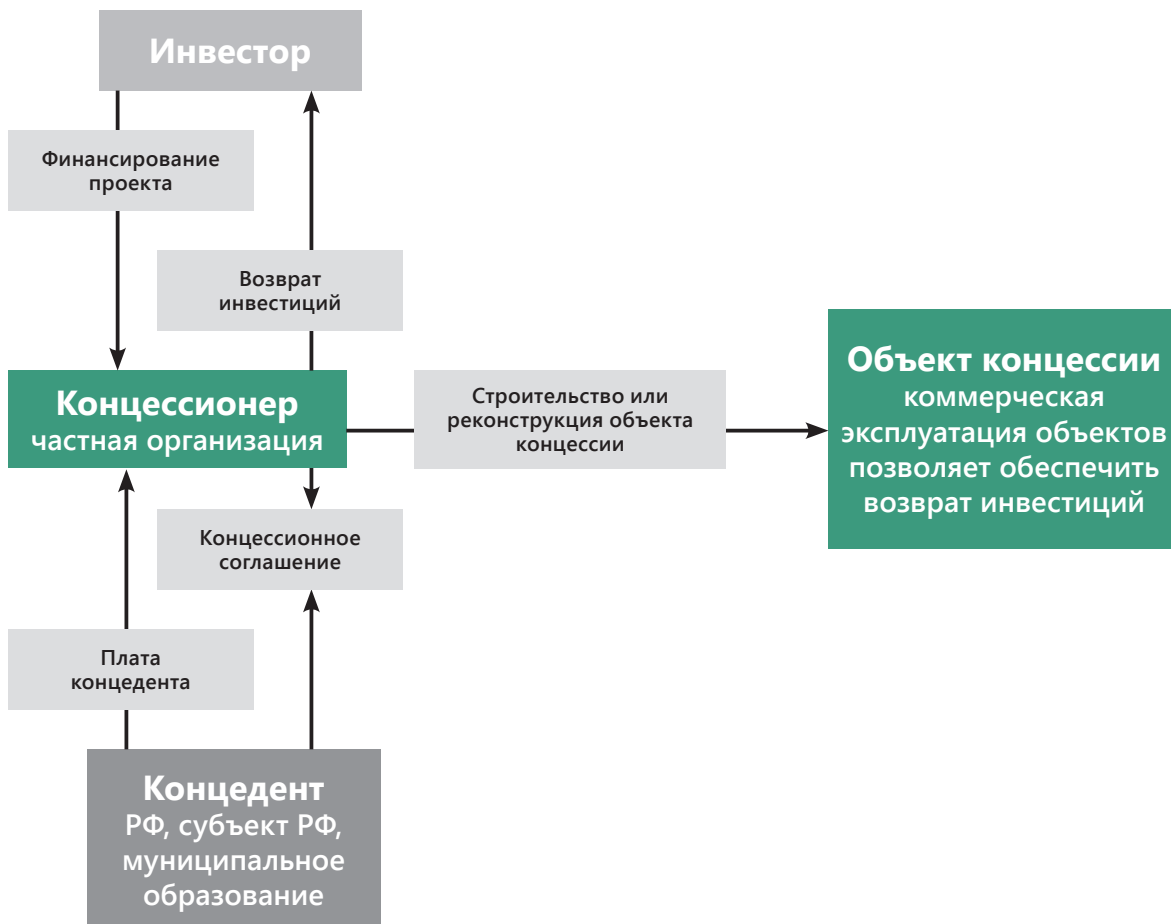 Инвестор
Финансирование
проекта
Возврат
инвестиций
Концессионер
частная организация
Строительство или
реконструкция объекта
концессии
Объект концессии
коммерческая
эксплуатация объектов
позволяет обеспечить
возврат инвестиций
Концессионное
соглашение
Плата
концедента
Концедент
РФ, субъект РФ,
муниципальное
образование